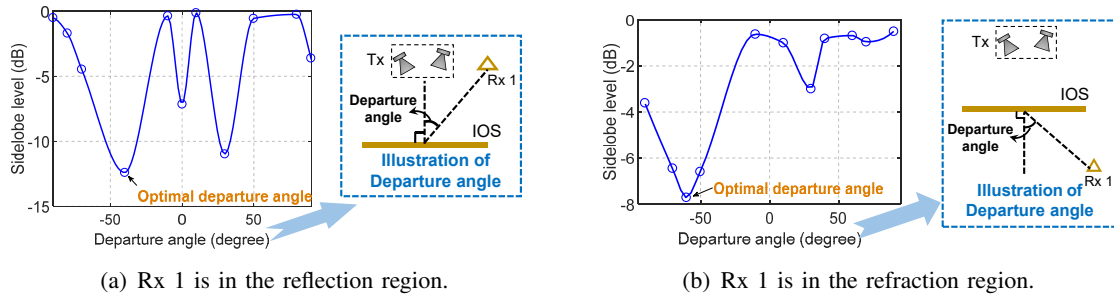 0
-5
-10
-15
Sidelobe level (dB)
-50
0
50
Departure angle (degree)
Optimal departure angle
Tx
Rx 1
Departure
angle
IOS
Illustration of
Departure angle
(a) Rx 1 is in the reflection region.
0
-2
-4
-6
-8
Sidelobe level (dB)
-50
0
50
Departure angle (degree)
Optimal departure angle
Tx
IOS
Departure
angle
Rx 1
Illustration of
Departure angle
(b) Rx 1 is in the refraction region.